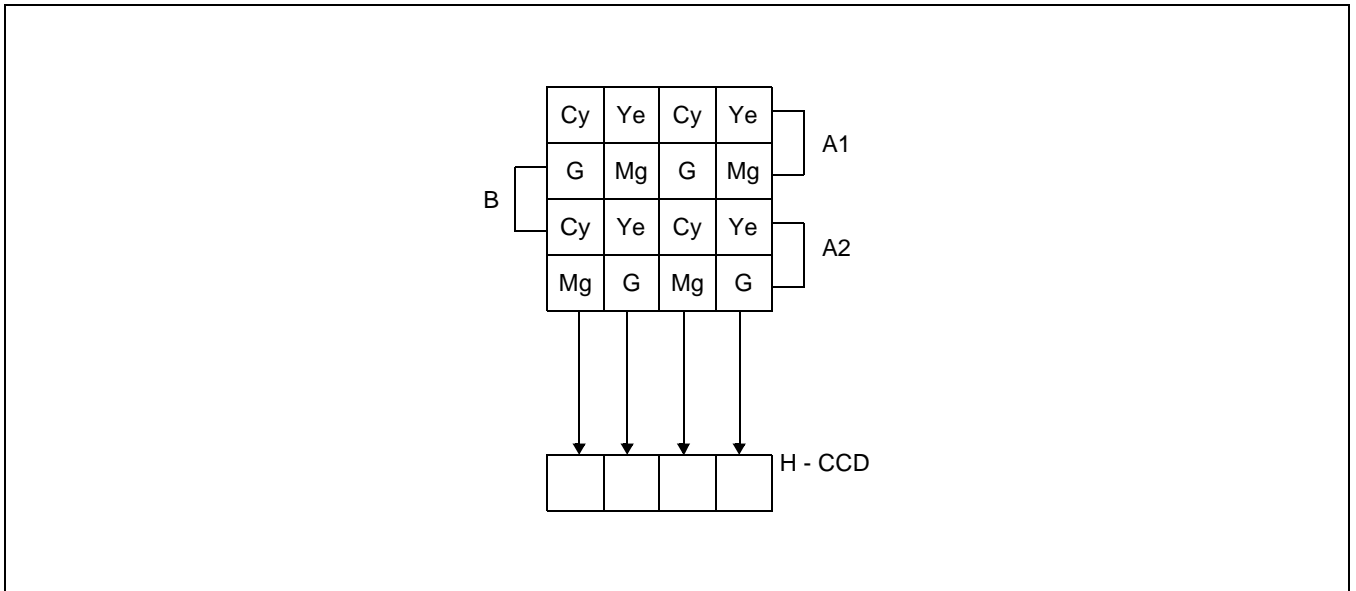 Cy Ye Cy Ye
A1
G Mg G Mg
B
Cy Ye Cy Ye
A2
Mg G Mg G
H - CCD